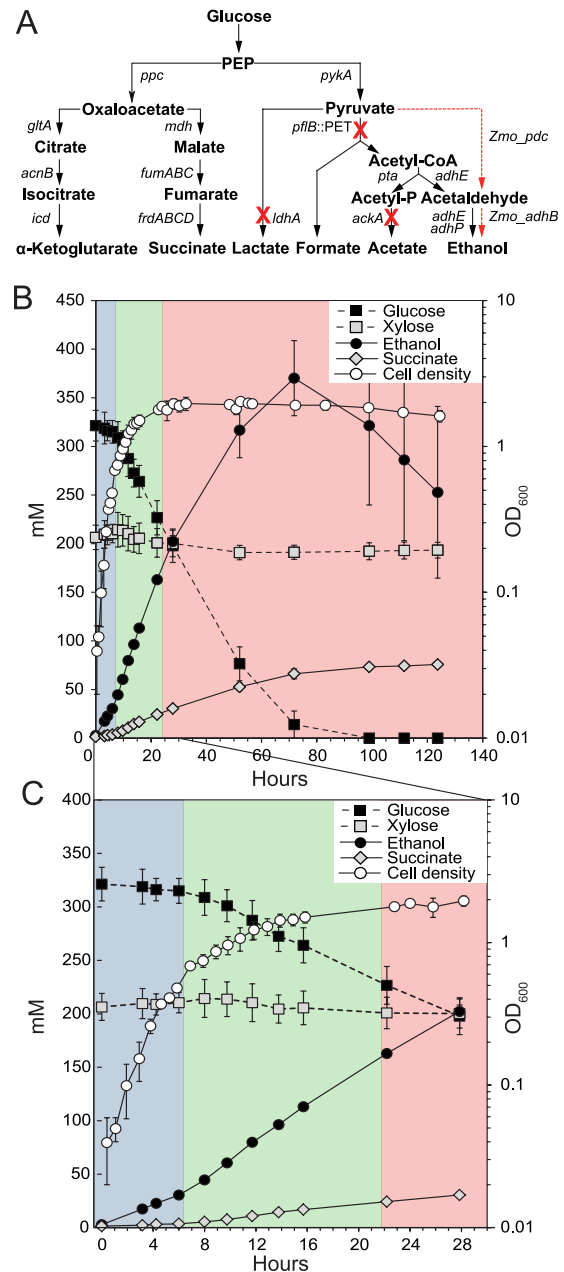 A
Glucose
PEP
ppc
pykA
Oxaloacetate
Pyruvate
gltA
mdh
pflB::PET
Zmo_pdc
Citrate
Malate
Acetyl-CoA
acnB
fumABC
pta
adhE
Isocitrate
Fumarate
Acetyl-P
Acetaldehyde
icd
frdABCD
ldhA
ackA
adhE
adhP
Zmo_adhB
α-Ketoglutarate
Succinate
Lactate
Formate
Acetate
Ethanol
B
450
400
350
300
250
200
150
100
50
0
mM
Glucose
Xylose
Ethanol
Succinate
Cell density
10
1
0.1
0.01
OD600
0
20
40
60
80
100
120
140
Hours
C
400
350
300
250
200
150
100
50
0
mM
Glucose
Xylose
Ethanol
Succinate
Cell density
10
1
0.1
0.01
OD600
0
4
8
12
16
20
24
28
Hours